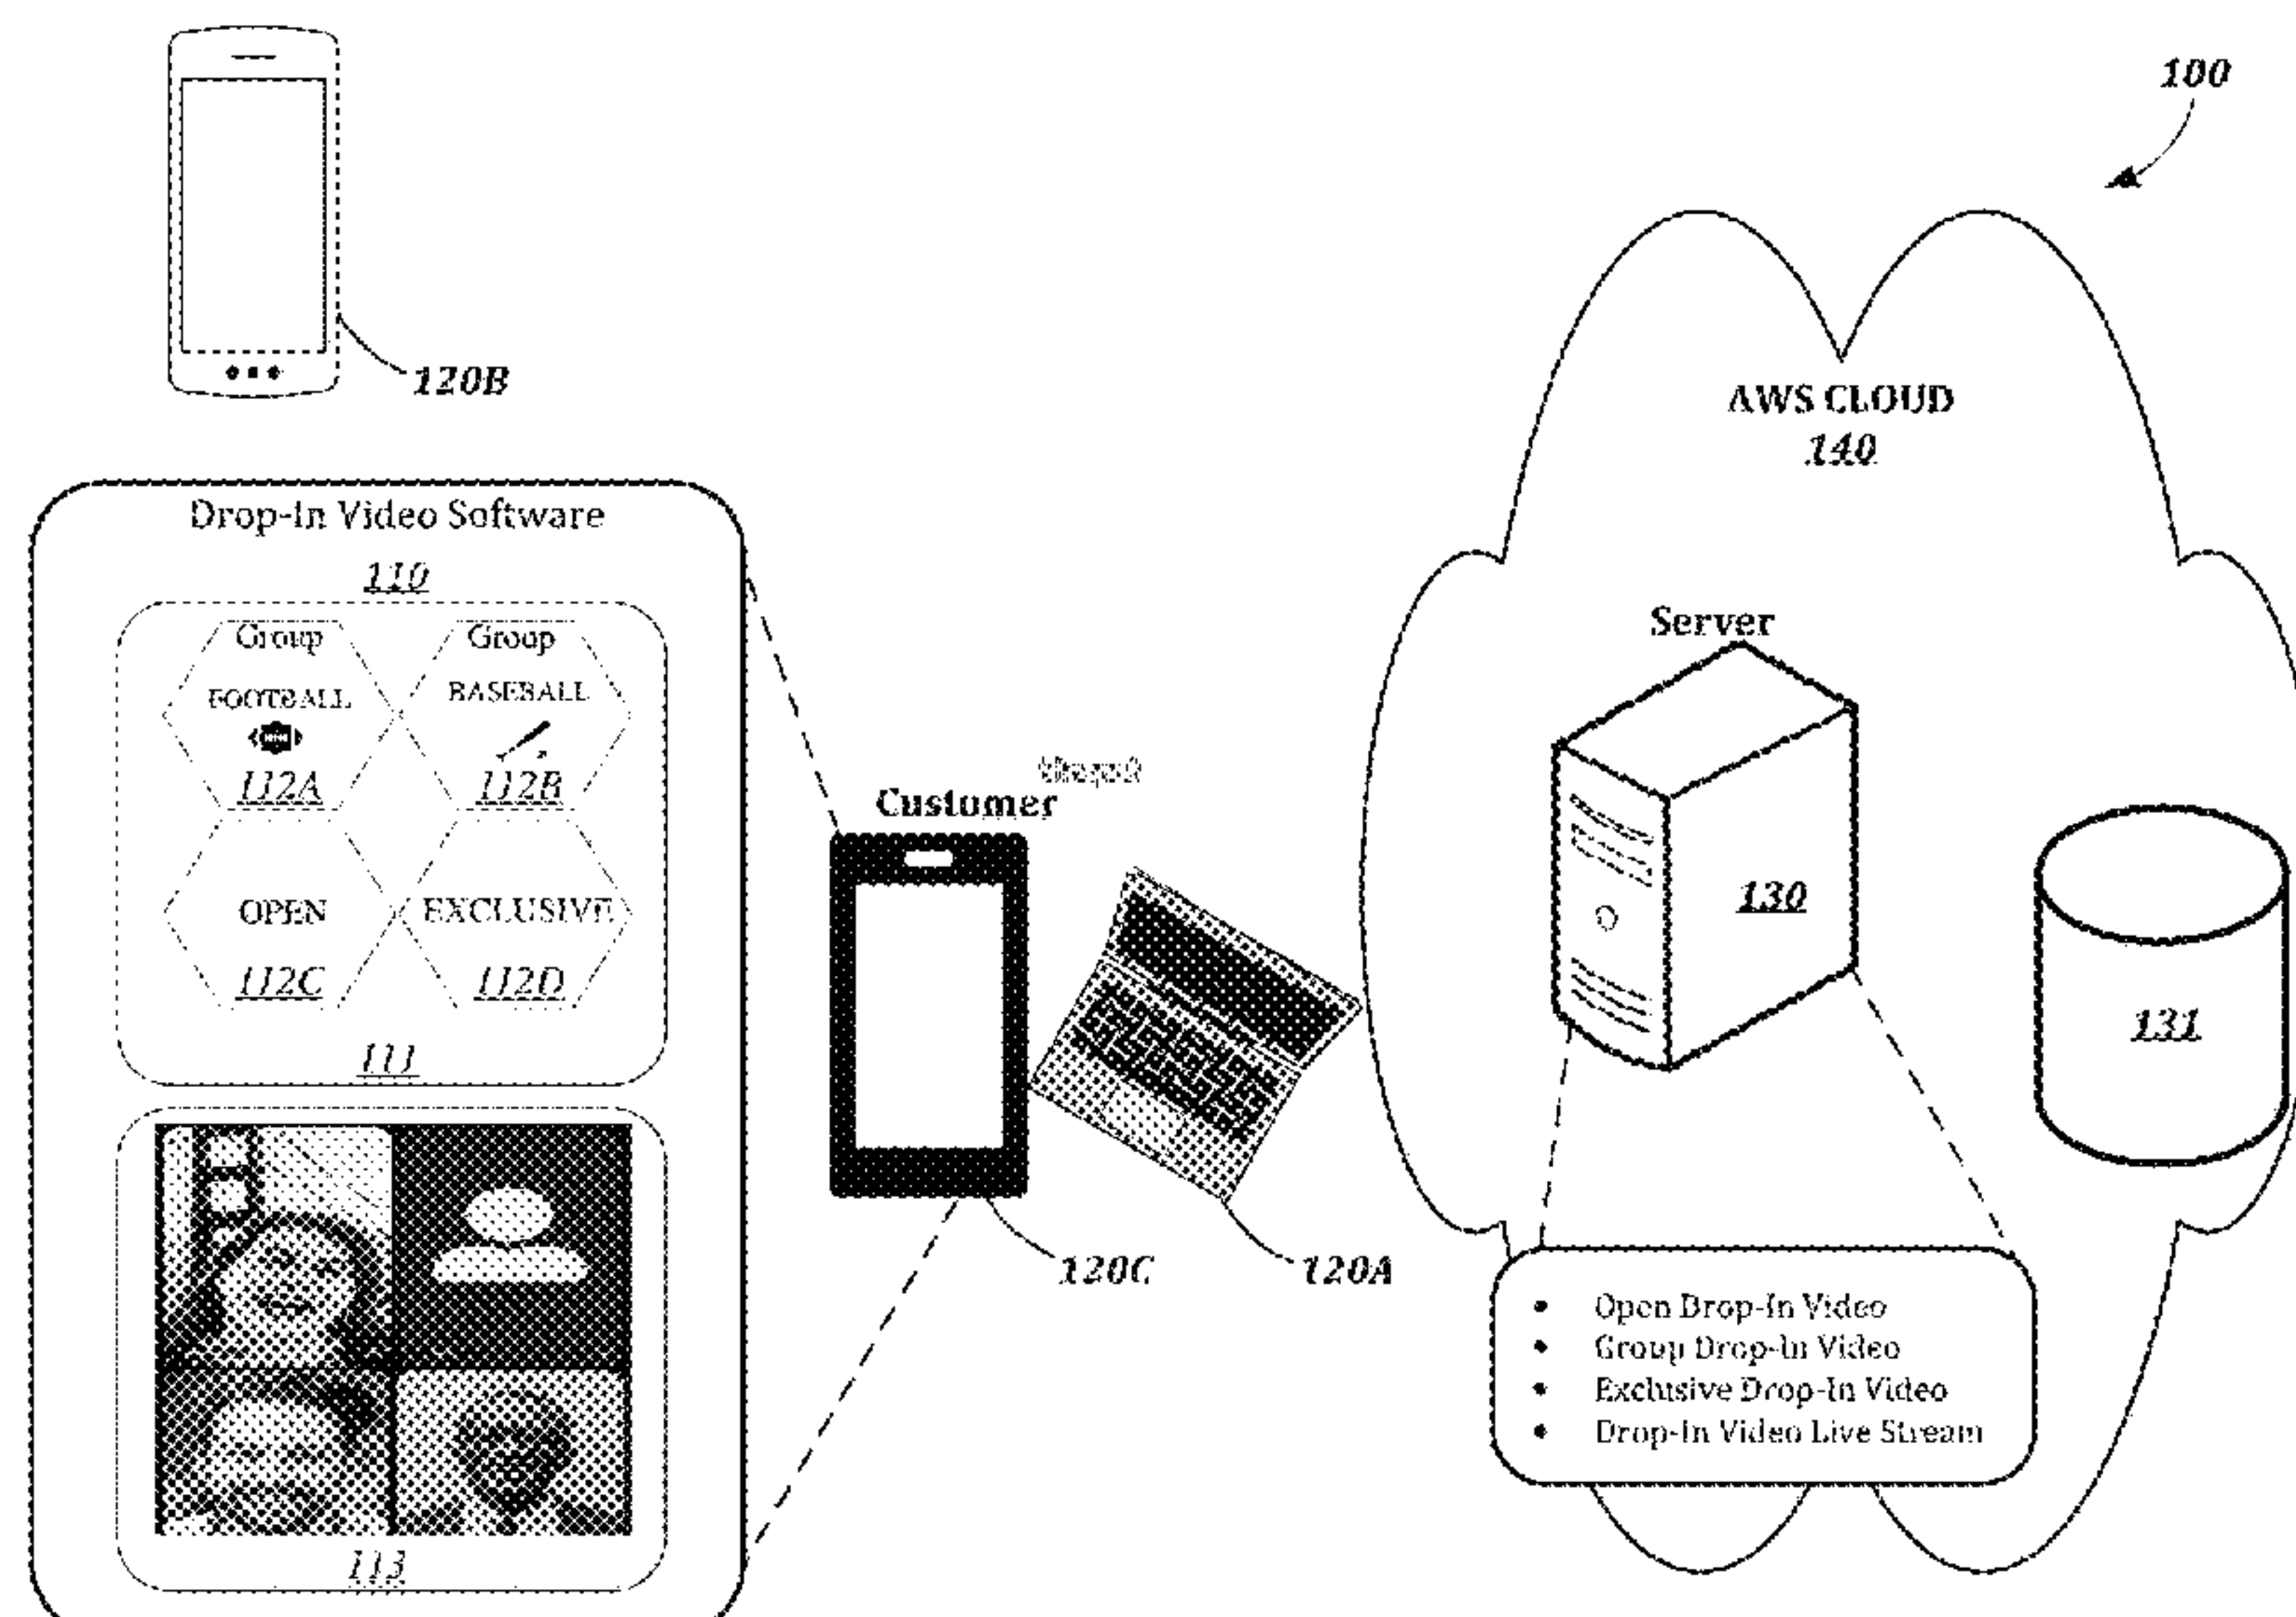 100
120B
AWS CLOUD
140
Drop-In Video Software
110
Group
FOOTBALL
112A
Group
BASEBALL
112B
OPEN
112C
EXCLUSIVE
112D
111
113
Customer
120C
120A
Server
130
131
• Open Drop-In Video
• Group Drop-In Video
• Exclusive Drop-In Video
• Drop-In Video Live Stream